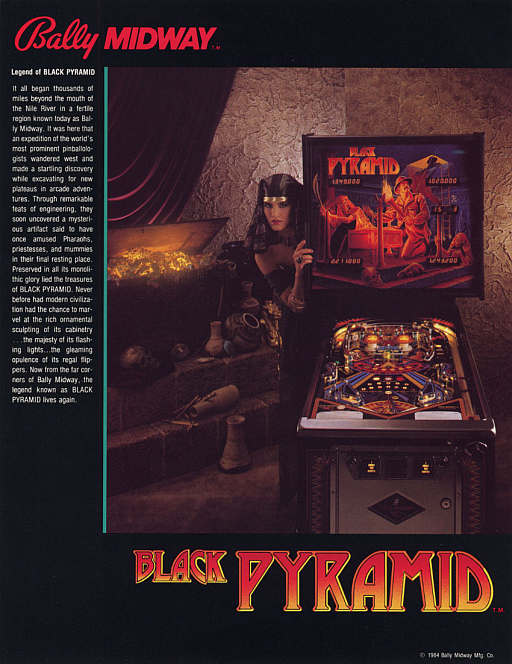 Bally MIDWAY T.M.
Legend of BLACK PYRAMID
It all began thousands of
miles beyond the mouth of
the Nile River in a fertile
region known today as Bal-
ly Midway. It was here that
an expedition of the world's
most prominent pinballolo-
gists wandered west and
made a startling discovery
while excavating for new
plateaus in arcade adven-
tures. Through remarkable
feats of engineering, they
soon uncovered a mysteri-
ous artifact said to have
once amused Pharaohs,
priestesses, and mummies
in their final resting place.
Preserved in all its monoli-
thic glory lied the treasures
of BLACK PYRAMID. Never
before had modern civiliza-
tion had the chance to mar-
vel at the rich ornamental
sculpting of its cabinetry
...the majesty of its flash-
ing lights...the gleaming
opulence of its regal flip-
pers. Now from the far cor-
ners of Bally Midway, the
legend known as BLACK
PYRAMID lives again.
BLACK
PYRAMID
BLACK PYRAMID T.M.
© 1984 Bally Midway Mfg. Co.